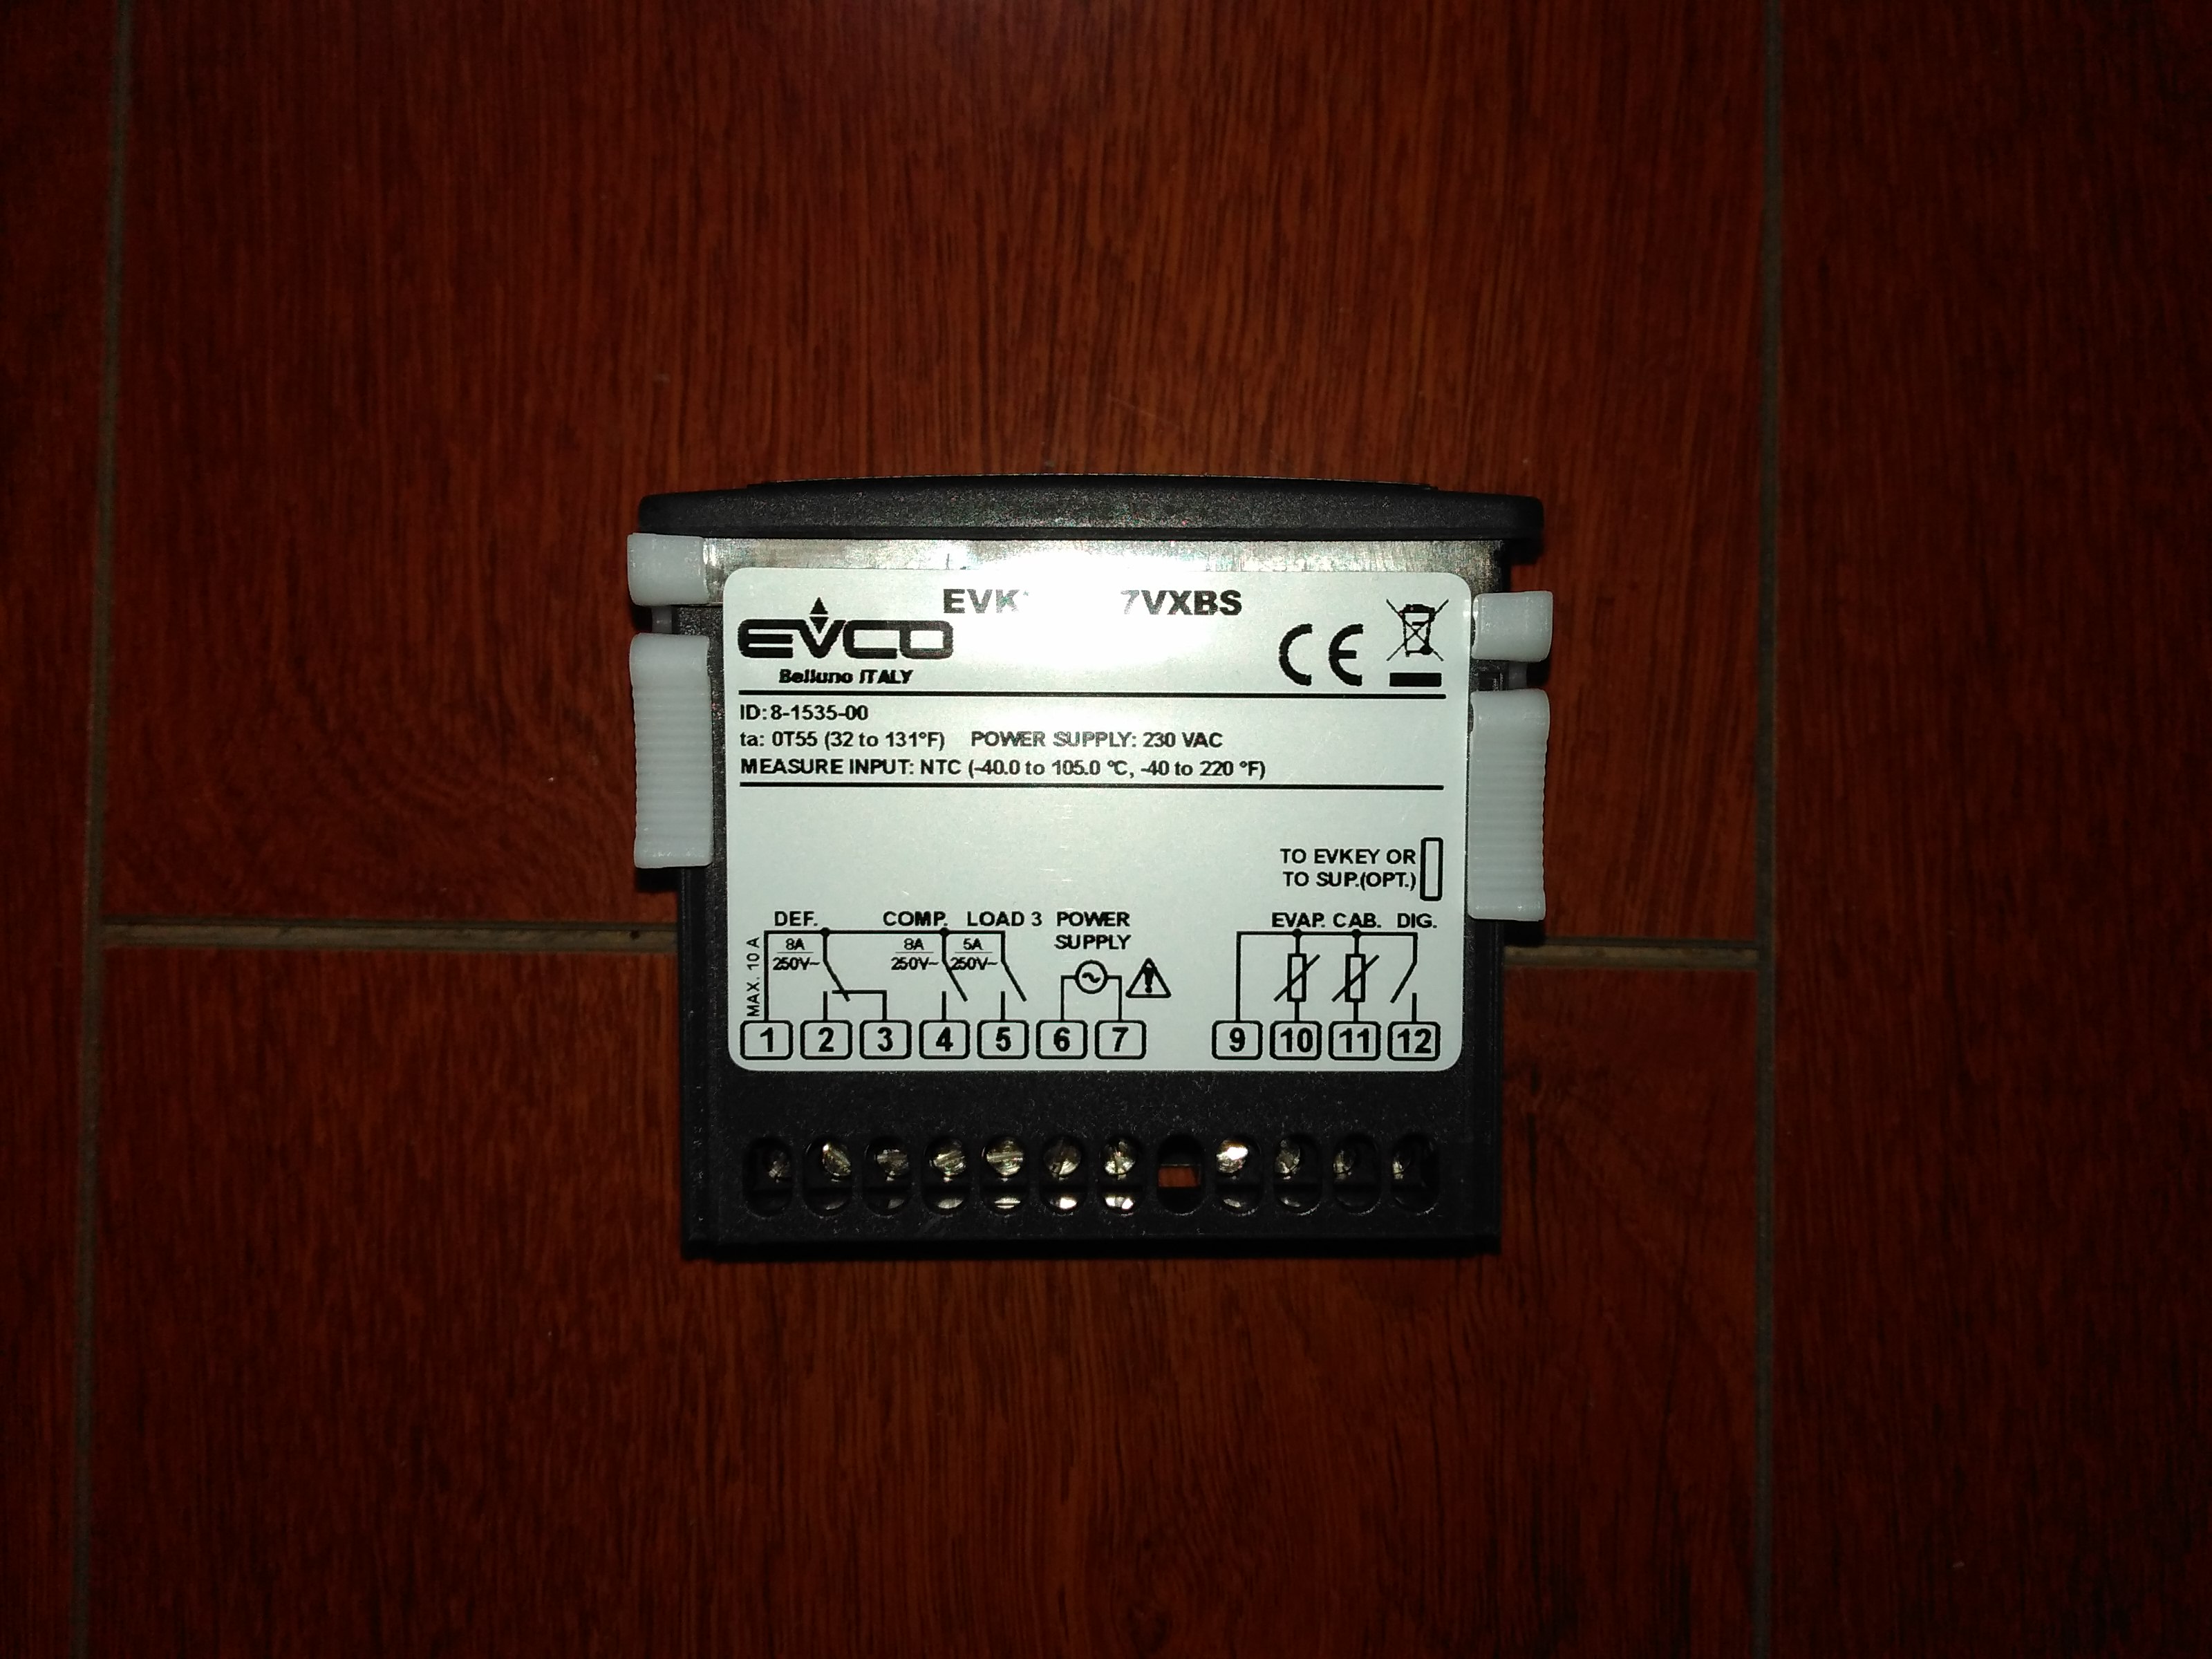 7VXBS
EVCO
Belluno ITALY
CE
ID: 8-1535-00
ta: 0T55 (32 to 131°F) POWER SUPPLY: 230 VAC
MEASURE INPUT: NTC (-40.0 to 105.0 °C, -40 to 220 °F)
TO EVKEY OR
TO SUP.(OPT.)
DEF. COMP. LOAD 3 POWER SUPPLY EVAP. CAB. DIG.
MAX. 10 A
8A 250V~ 8A 250V~ 5A 250V~
1 2 3 4 5 6 7 9 10 11 12